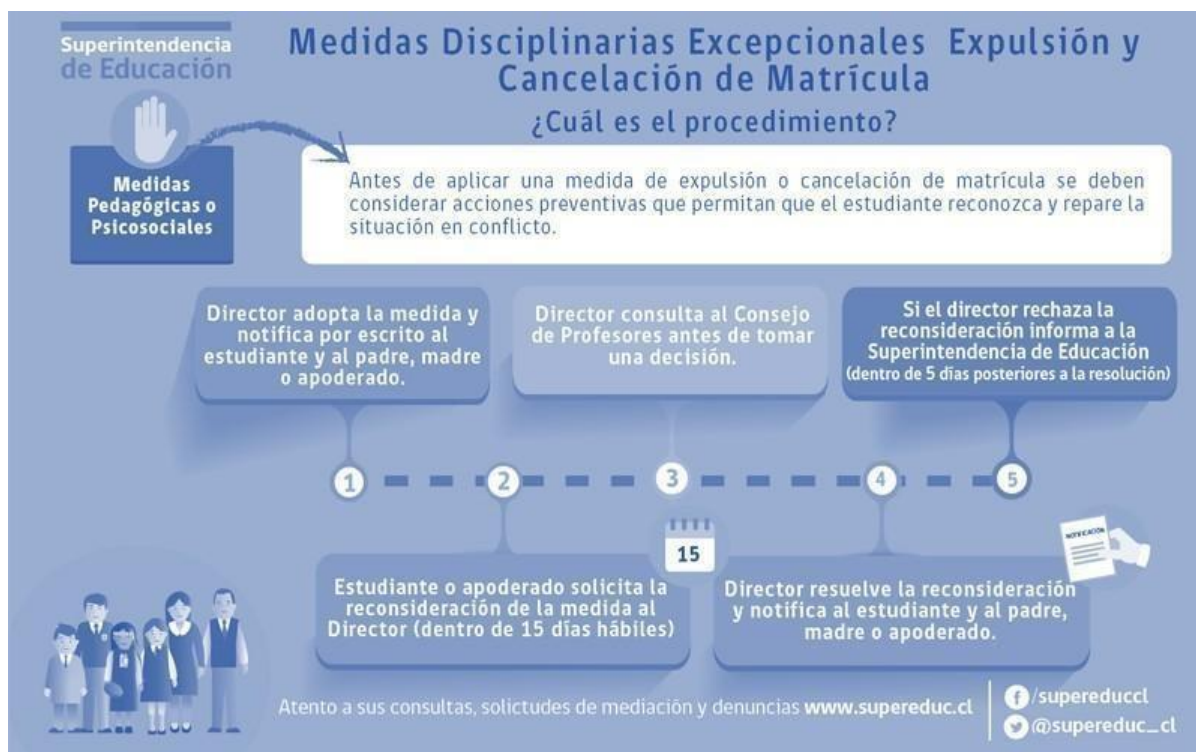 Superintendencia
de Educación
Medidas Disciplinarias Excepcionales Expulsión y
Cancelación de Matrícula
¿Cuál es el procedimiento?
Medidas
Pedagógicas o
Psicosociales
Antes de aplicar una medida de expulsión o cancelación de matrícula se deben
considerar acciones preventivas que permitan que el estudiante reconozca y repare la
situación en conflicto.
Director adopta la medida y
notifica por escrito al
estudiante y al padre, madre
o apoderado.
Director consulta al Consejo
de Profesores antes de tomar
una decisión.
Si el director rechaza la
reconsideración informa a la
Superintendencia de Educación
(dentro de 5 días posteriores a la resolución)
1
2
3
4
5
15
NOTIFICACIÓN
Estudiante o apoderado solicita la
reconsideración de la medida al
Director (dentro de 15 días hábiles)
Director resuelve la reconsideración
y notífica al estudiante y al padre,
madre o apoderado.
Atento a sus consultas, solictudes de mediación y denuncias www.supereduc.cl
/supereduccl
@supereduc_cl